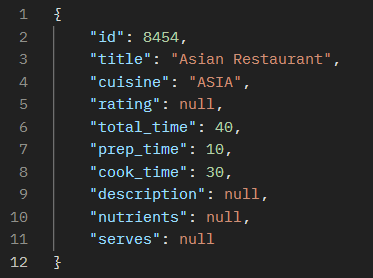 1 {
2 "id": 8454,
3 "title": "Asian Restaurant",
4 "cuisine": "ASIA",
5 "rating": null,
6 "total_time": 40,
7 "prep_time": 10,
8 "cook_time": 30,
9 "description": null,
10 "nutrients": null,
11 "serves": null
12 }